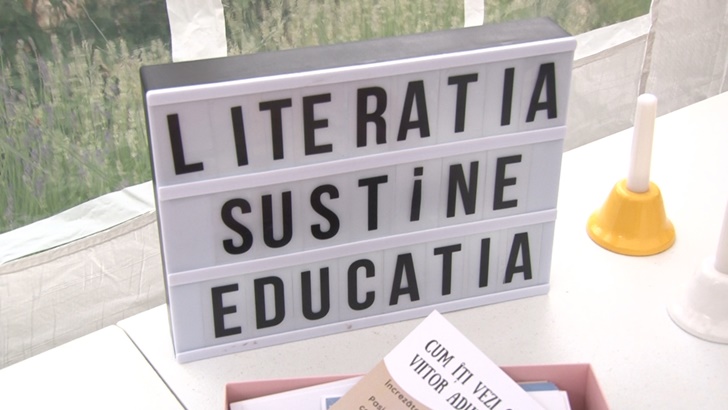 LITERATIA
SUSTiNE
EDUCATIA
CUM ÎȚI VEZI
VIITOR